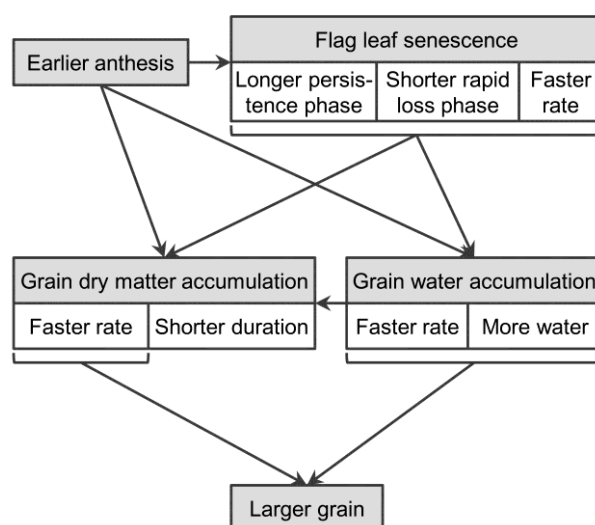 Flag leaf senescence
Earlier anthesis
Longer persis-
tence phase
Shorter rapid
loss phase
Faster
rate
Grain dry matter accumulation
Faster rate
Shorter duration
Grain water accumulation
Faster rate
More water
Larger grain